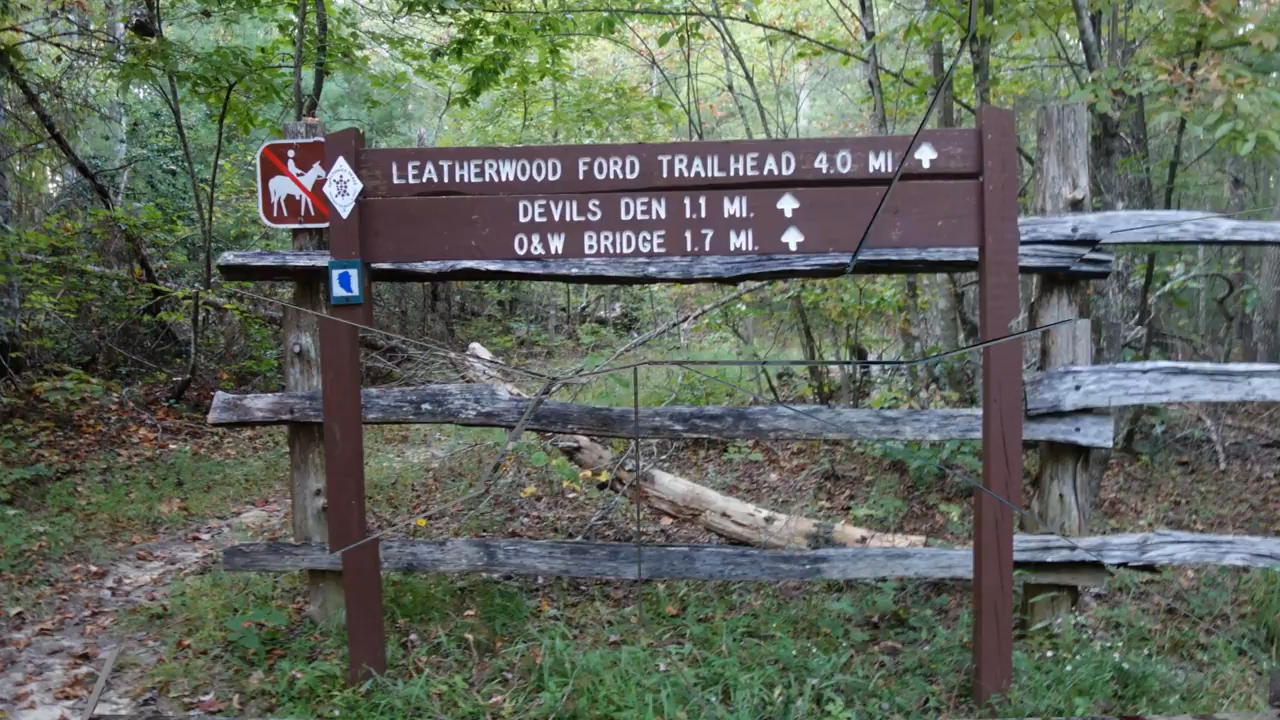 LEATHERWOOD FORD TRAILHEAD 4.0 MI
DEVILS DEN 1.1 MI.
O&W BRIDGE 1.7 MI.